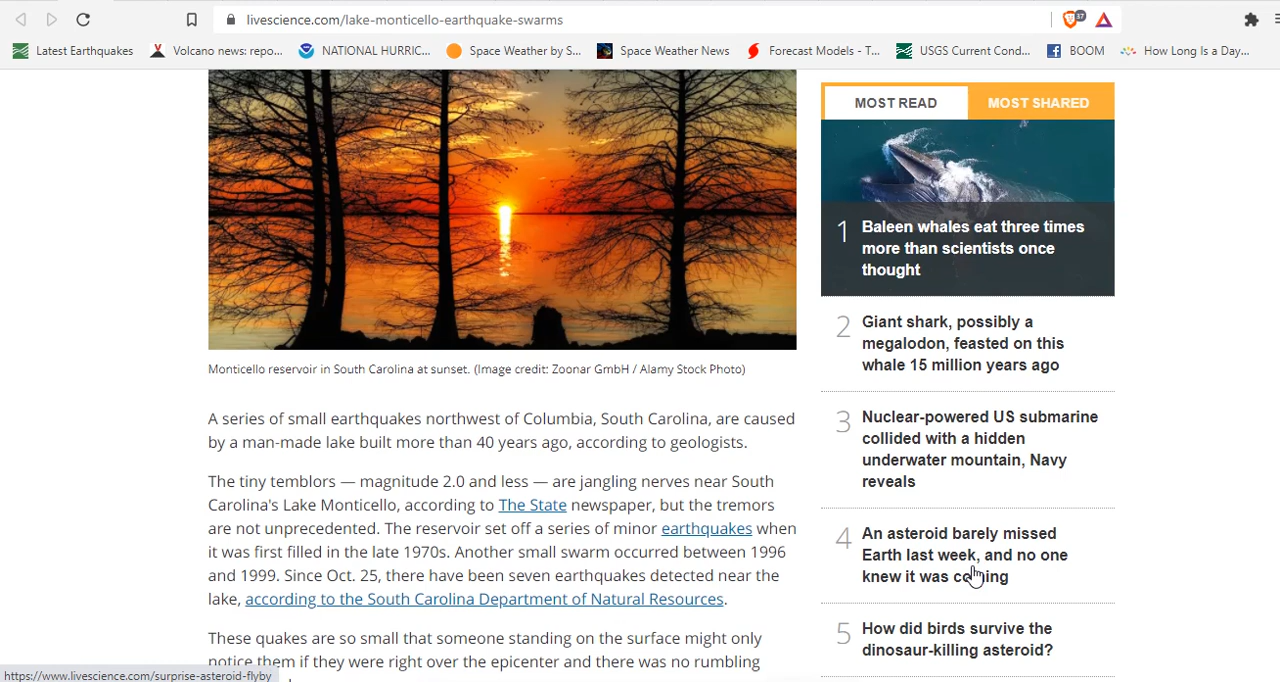 livescience.com/lake-monticello-earthquake-swarms
37
Latest Earthquakes
Volcano news: repo...
NATIONAL HURRIC...
Space Weather by S...
Space Weather News
Forecast Models - T...
USGS Current Cond...
BOOM
How Long Is a Day...
Monticello reservoir in South Carolina at sunset. (Image credit: Zoonar GmbH / Alamy Stock Photo)
A series of small earthquakes northwest of Columbia, South Carolina, are caused
by a man-made lake built more than 40 years ago, according to geologists.
The tiny temblors — magnitude 2.0 and less — are jangling nerves near South
Carolina's Lake Monticello, according to The State newspaper, but the tremors
are not unprecedented. The reservoir set off a series of minor earthquakes when
it was first filled in the late 1970s. Another small swarm occurred between 1996
and 1999. Since Oct. 25, there have been seven earthquakes detected near the
lake, according to the South Carolina Department of Natural Resources.
These quakes are so small that someone standing on the surface might only
notice them if they were right over the epicenter and there was no rumbling
MOST READ
MOST SHARED
1
Baleen whales eat three times
more than scientists once
thought
2
Giant shark, possibly a
megalodon, feasted on this
whale 15 million years ago
3
Nuclear-powered US submarine
collided with a hidden
underwater mountain, Navy
reveals
4
An asteroid barely missed
Earth last week, and no one
knew it was coming
5
How did birds survive the
dinosaur-killing asteroid?
https://www.livescience.com/surprise-asteroid-flyby